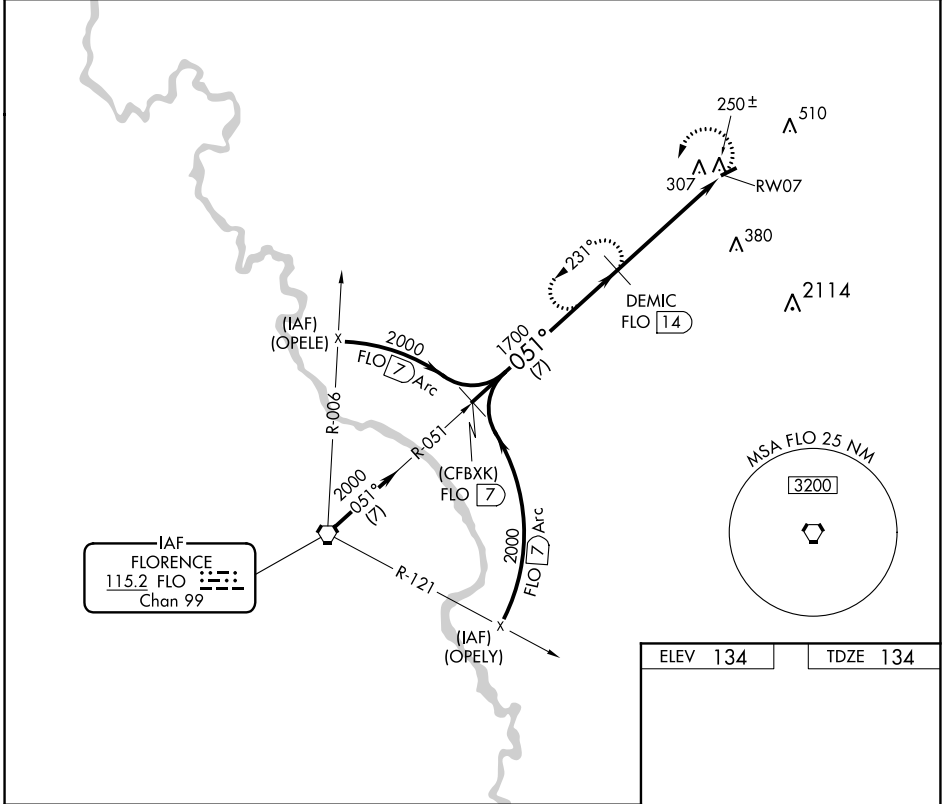 250 ±
510
307
RW07
380
231°
DEMIC
FLO 14
2114
(IAF)
(OPELE)
2000
FLO 7 Arc
1700
051°
(7)
R-006
R-051
(CFBXK)
FLO 7
2000
051°
(7)
2000
FLO 7 Arc
MSA FLO 25 NM
3200
IAF
FLORENCE
115.2 FLO
Chan 99
R-121
(IAF)
(OPELY)
ELEV 134
TDZE 134